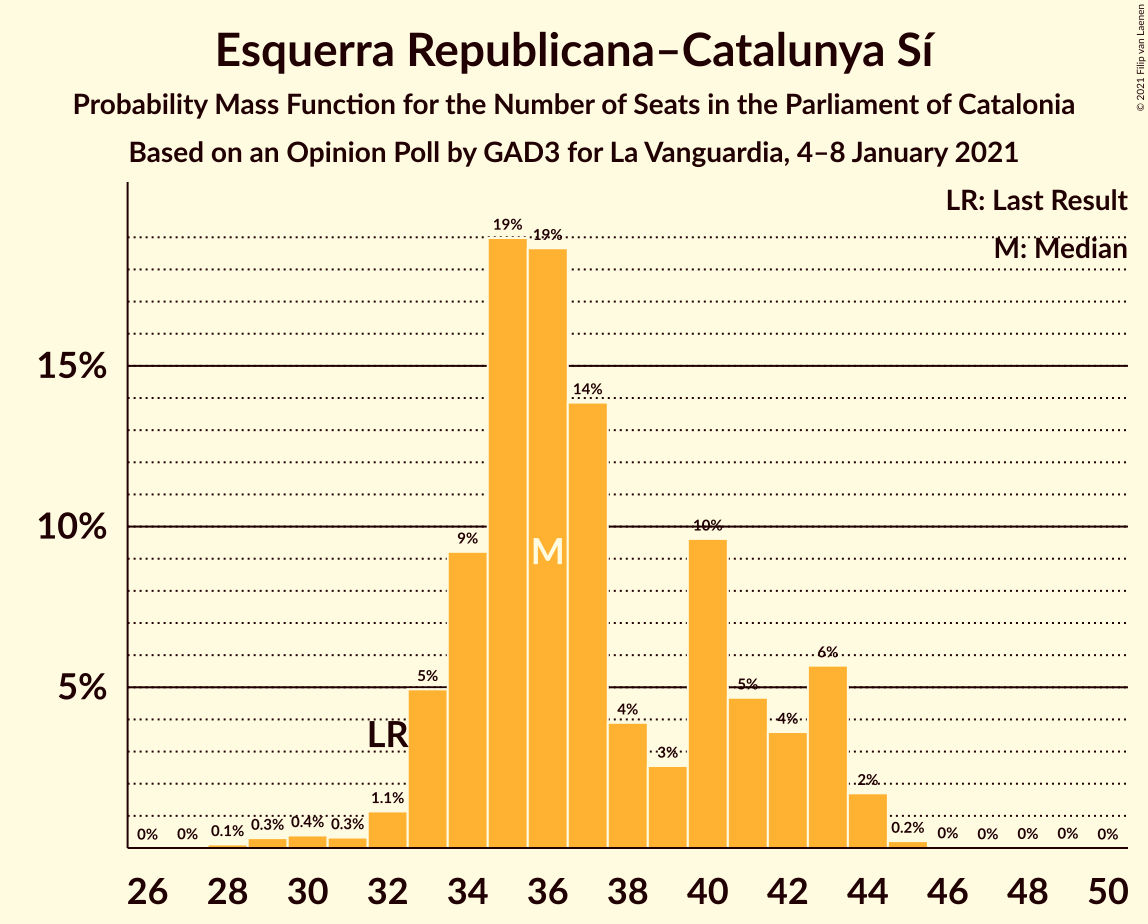 Esquerra Republicana–Catalunya Sí
Probability Mass Function for the Number of Seats in the Parliament of Catalonia
Based on an Opinion Poll by GAD3 for La Vanguardia, 4–8 January 2021
© 2021 Filip van Laenen
LR: Last Result
M: Median
15%
10%
5%
0% 0% 0.1% 0.3% 0.4% 0.3% 1.1% 5% 9% 19% 19% 14% 4% 3% 10% 5% 4% 6% 2% 0.2% 0% 0% 0% 0% 0%
LR
M
26 28 30 32 34 36 38 40 42 44 46 48 50